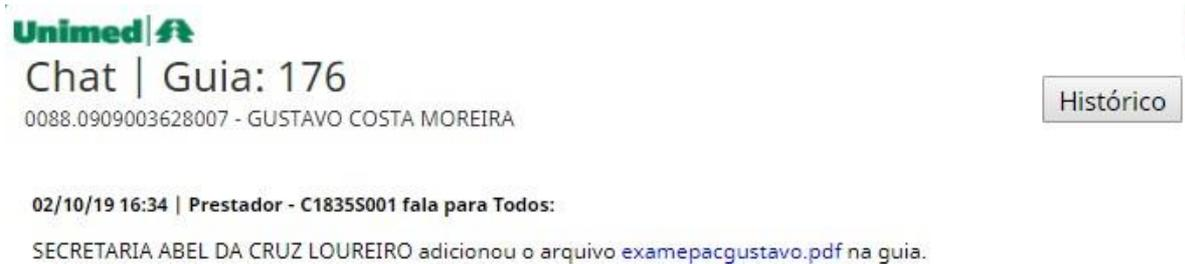 Unimed
Chat | Guia: 176
0088.0909003628007 - GUSTAVO COSTA MOREIRA
Histórico
02/10/19 16:34 | Prestador - C1835S001 fala para Todos:
SECRETARIA ABEL DA CRUZ LOUREIRO adicionou o arquivo examepacgustavo.pdf na guia.